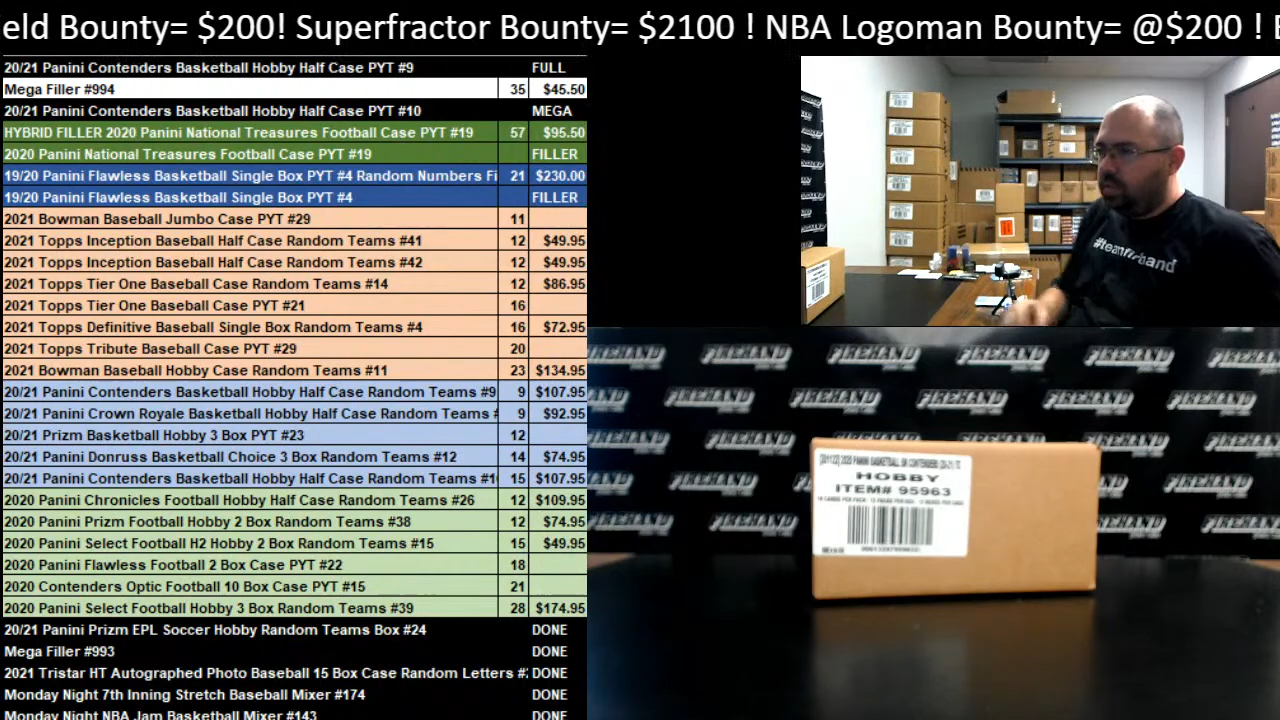 eld Bounty= $200! Superfractor Bounty= $2100 ! NBA Logoman Bounty= @$200 !
20/21 Panini Contenders Basketball Hobby Half Case PYT #9 FULL
Mega Filler #994 35 $45.50
20/21 Panini Contenders Basketball Hobby Half Case PYT #10 MEGA
HYBRID FILLER 2020 Panini National Treasures Football Case PYT #19 57 $95.50
2020 Panini National Treasures Football Case PYT #19 FILLER
19/20 Panini Flawless Basketball Single Box PYT #4 Random Numbers Fi 21 $230.00
19/20 Panini Flawless Basketball Single Box PYT #4 FILLER
2021 Bowman Baseball Jumbo Case PYT #29 11
2021 Topps Inception Baseball Half Case Random Teams #41 12 $49.95
2021 Topps Inception Baseball Half Case Random Teams #42 12 $49.95
2021 Topps Tier One Baseball Case Random Teams #14 12 $86.95
2021 Topps Tier One Baseball Case PYT #21 16
2021 Topps Definitive Baseball Single Box Random Teams #4 16 $72.95
2021 Topps Tribute Baseball Case PYT #29 20
2021 Bowman Baseball Hobby Case Random Teams #11 23 $134.95
20/21 Panini Contenders Basketball Hobby Half Case Random Teams #9 9 $107.95
20/21 Panini Crown Royale Basketball Hobby Half Case Random Teams # 9 $92.95
20/21 Prizm Basketball Hobby 3 Box PYT #23 12
20/21 Panini Donruss Basketball Choice 3 Box Random Teams #12 14 $74.95
20/21 Panini Contenders Basketball Hobby Half Case Random Teams #1 15 $107.95
2020 Panini Chronicles Football Hobby Half Case Random Teams #26 12 $109.95
2020 Panini Prizm Football Hobby 2 Box Random Teams #38 12 $74.95
2020 Panini Select Football H2 Hobby 2 Box Random Teams #15 15 $49.95
2020 Panini Flawless Football 2 Box Case PYT #22 18
2020 Contenders Optic Football 10 Box Case PYT #15 21
2020 Panini Select Football Hobby 3 Box Random Teams #39 28 $174.95
20/21 Panini Prizm EPL Soccer Hobby Random Teams Box #24 DONE
Mega Filler #993 DONE
2021 Tristar HT Autographed Photo Baseball 15 Box Case Random Letters # DONE
Monday Night 7th Inning Stretch Baseball Mixer #174 DONE
Monday Night NBA Jam Basketball Mixer #143 DONE
#teamfirehand
FIREHAND FIREHAND FIREHAND FIREHAND FIREHAND
FIREHAND FIREHAND FIREHAND FIREHAND FIREHAND
FIREHAND FIREHAND FIREHAND
FIREHAND FIREHAND FIREHAND
HOBBY
ITEM# 95963